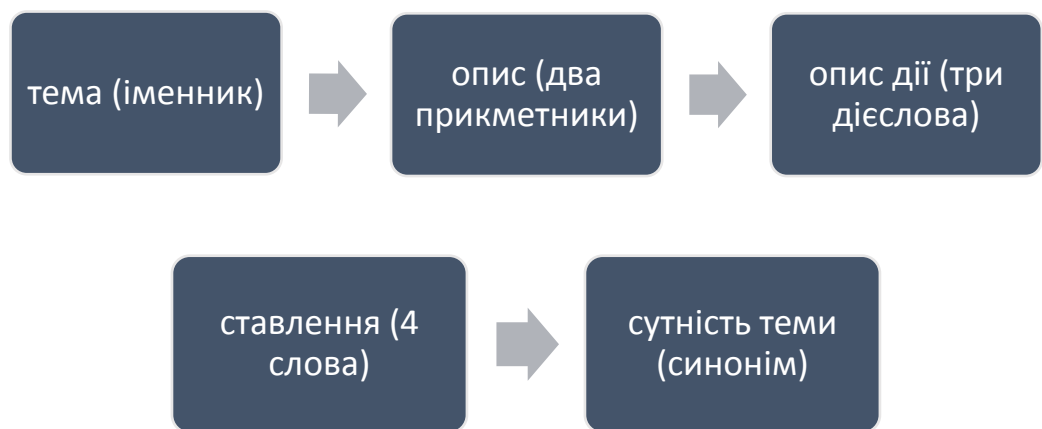 тема (іменник)
опис (два
прикметники)
опис дії (три
дієслова)
ставлення (4
слова)
сутність теми
(синонім)